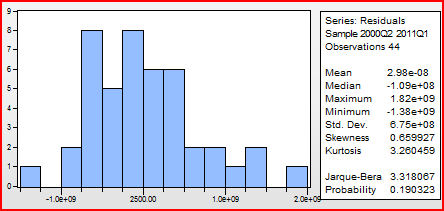 9
8
7
6
5
4
3
2
1
0
-1.0e+09 2500.00 1.0e+09 2.0e+09
Series: Residuals
Sample 2000Q2 2011Q1
Observations 44
Mean 2.98e-08
Median -1.09e+08
Maximum 1.82e+09
Minimum -1.38e+09
Std. Dev. 6.75e+08
Skewness 0.659927
Kurtosis 3.260459
Jarque-Bera 3.318067
Probability 0.190323